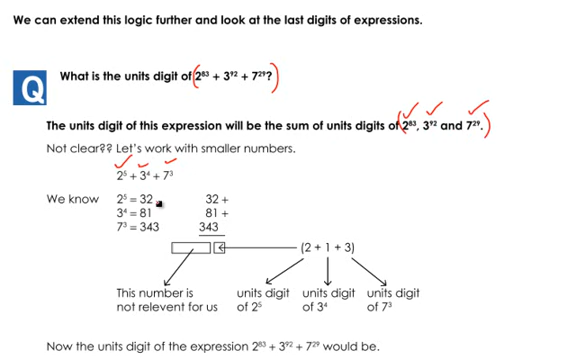 We can extend this logic further and look at the last digits of expressions.
Q
What is the units digit of 2⁸³ + 3⁹² + 7²⁹?
The units digit of this expression will be the sum of units digits of 2⁸³, 3⁹² and 7²⁹.
Not clear?? Let's work with smaller numbers.
2⁵ + 3⁴ + 7³
We know 2⁵ = 32 32 +
3⁴ = 81 81 +
7³ = 343 343
(2 + 1 + 3)
This number is units digit units digit units digit
not relevent for us of 2⁵ of 3⁴ of 7³
Now the units digit of the expression 2⁸³ + 3⁹² + 7²⁹ would be.